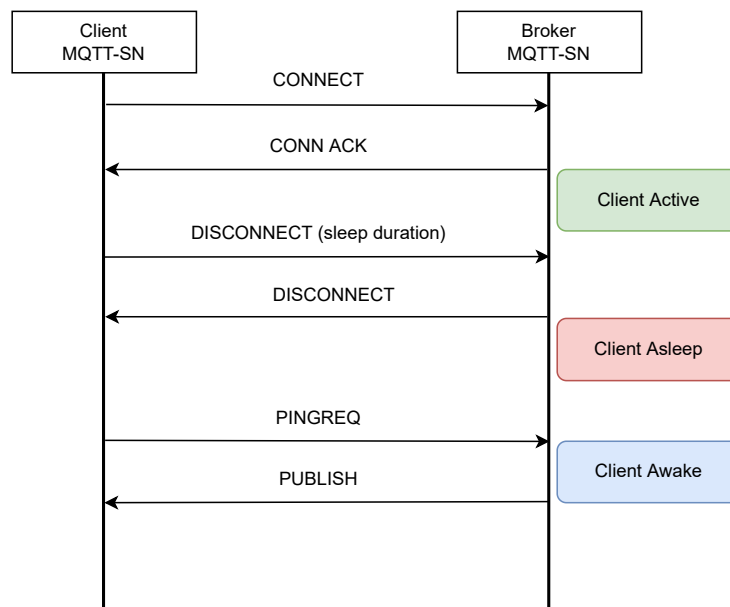 Client
MQTT-SN
Broker
MQTT-SN
CONNECT
CONN ACK
Client Active
DISCONNECT (sleep duration)
DISCONNECT
Client Asleep
PINGREQ
Client Awake
PUBLISH